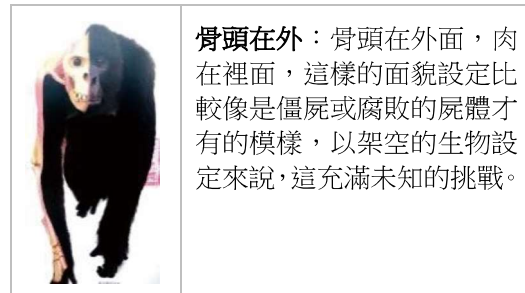 骨頭在外：骨頭在外面，肉
在裡面，這樣的面貌設定比
較像是僵屍或腐敗的屍體才
有的模樣，以架空的生物設
定來說，這充滿未知的挑戰。